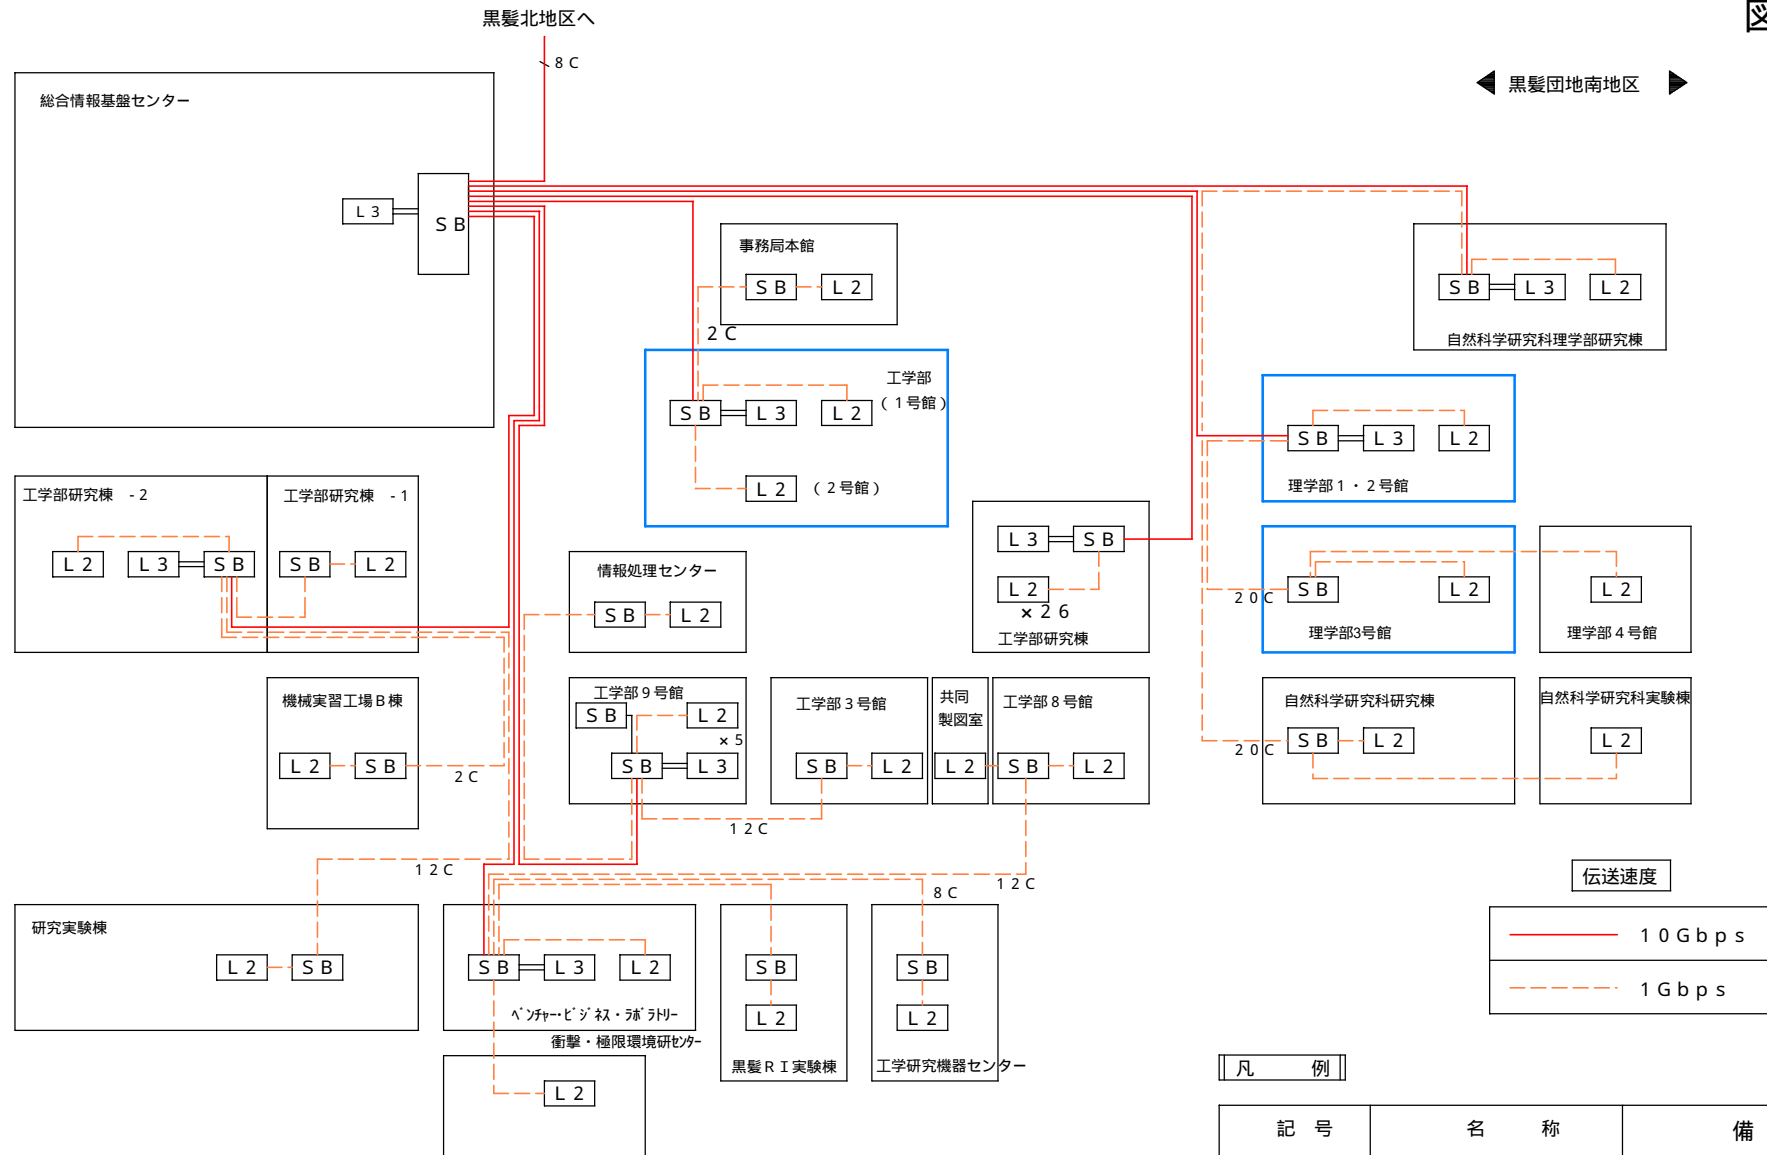 黒髪北地区へ
図
8C
黒髪団地南地区
総合情報基盤センター
L3
SB
事務局本館
SB
L2
2C
工学部
(1号館)
SB
L3
L2
L2
(2号館)
SB
L3
L2
自然科学研究科理学部研究棟
SB
L3
L2
理学部1・2号館
工学部研究棟 -2
工学部研究棟 -1
L2
L3
SB
SB
L2
情報処理センター
SB
L2
L3
SB
L2
×26
工学部研究棟
20C
SB
L2
理学部3号館
L2
理学部4号館
機械実習工場B棟
L2
SB
2C
工学部9号館
SB
L2
×5
SB
L3
工学部3号館
SB
L2
共同
製図室
L2
工学部8号館
SB
L2
自然科学研究科研究棟
20C
SB
L2
自然科学研究科実験棟
L2
12C
12C
12C
8C
伝送速度
10Gbps
1Gbps
研究実験棟
L2
SB
SB
L3
L2
ベンチャー・ビジネス・ラボラトリー
衝撃・極限環境研センター
L2
SB
L2
黒髪RI実験棟
SB
L2
工学研究機器センター
凡 例
記号
名 称
備